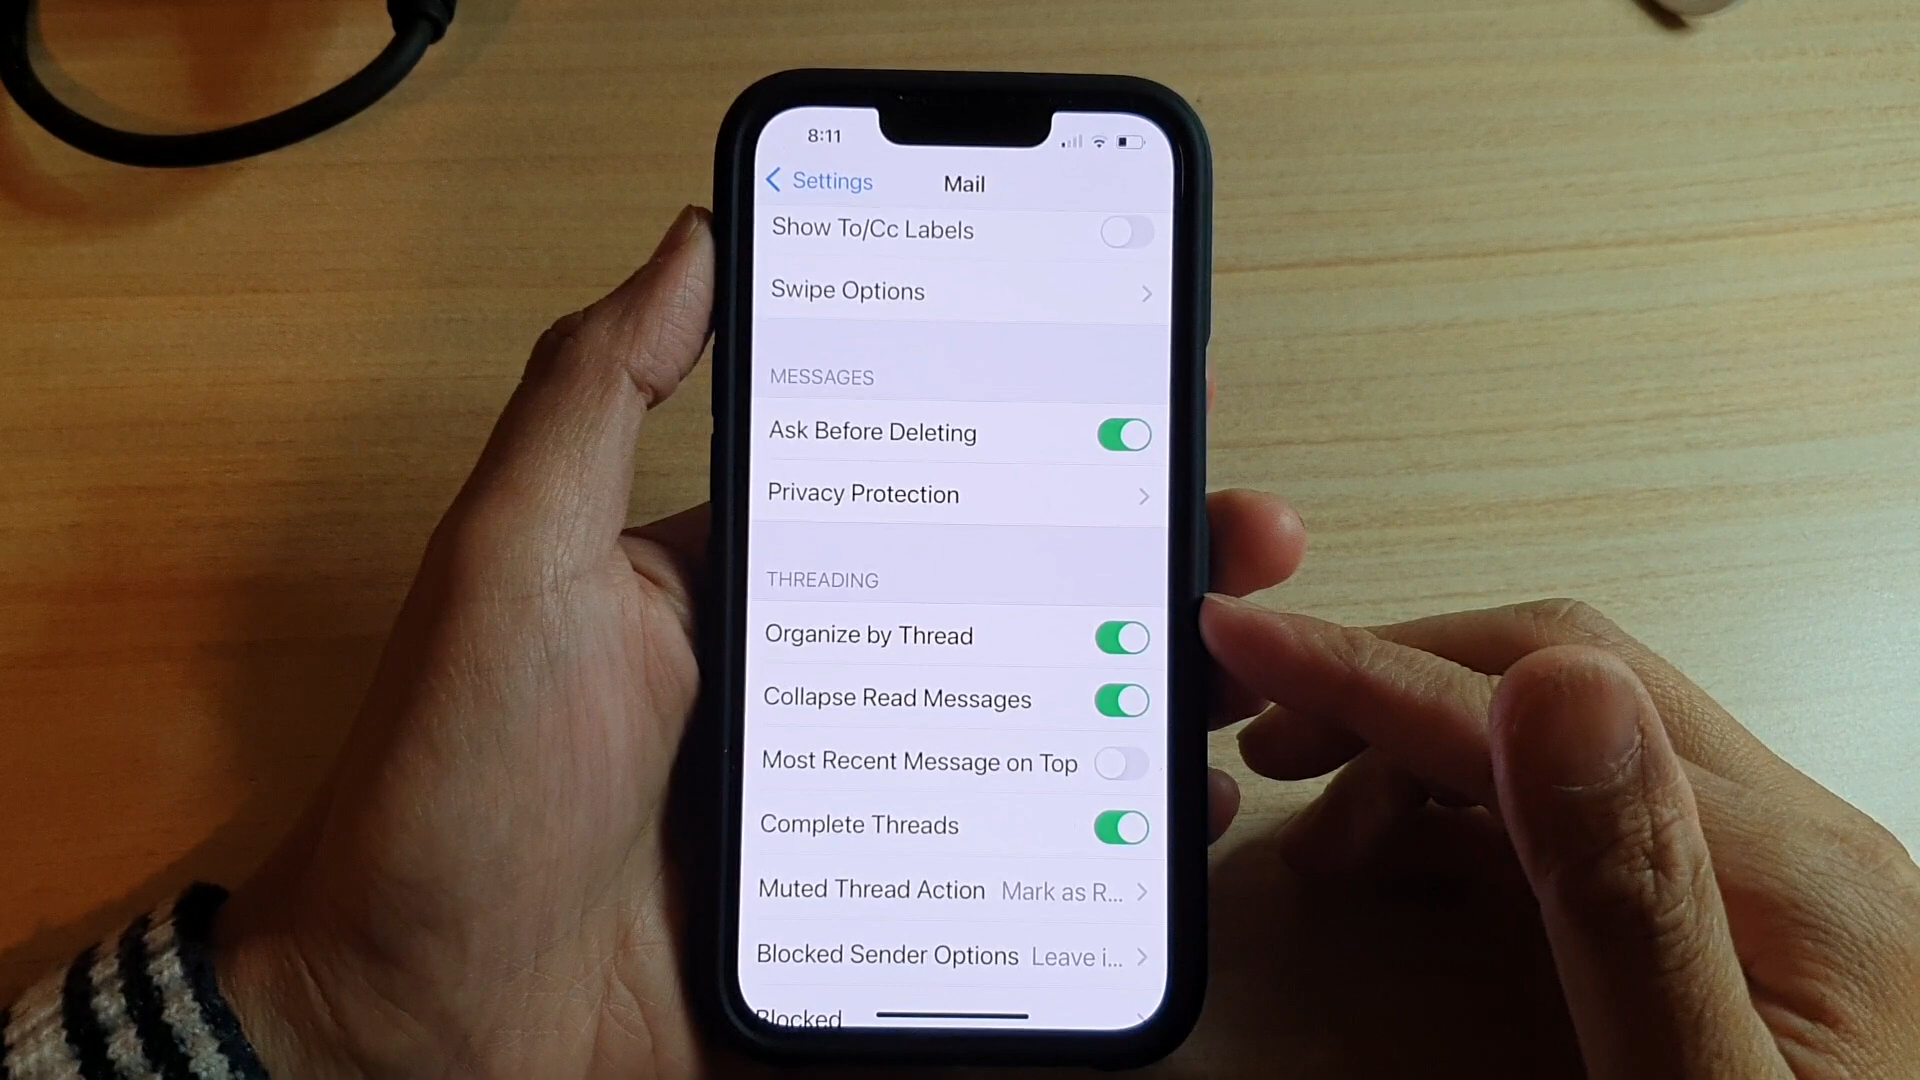 8:11
Settings Mail
Show To/Cc Labels
Swipe Options
MESSAGES
Ask Before Deleting
Privacy Protection
THREADING
Organize by Thread
Collapse Read Messages
Most Recent Message on Top
Complete Threads
Muted Thread Action Mark as R...
Blocked Sender Options Leave i...
Blocked